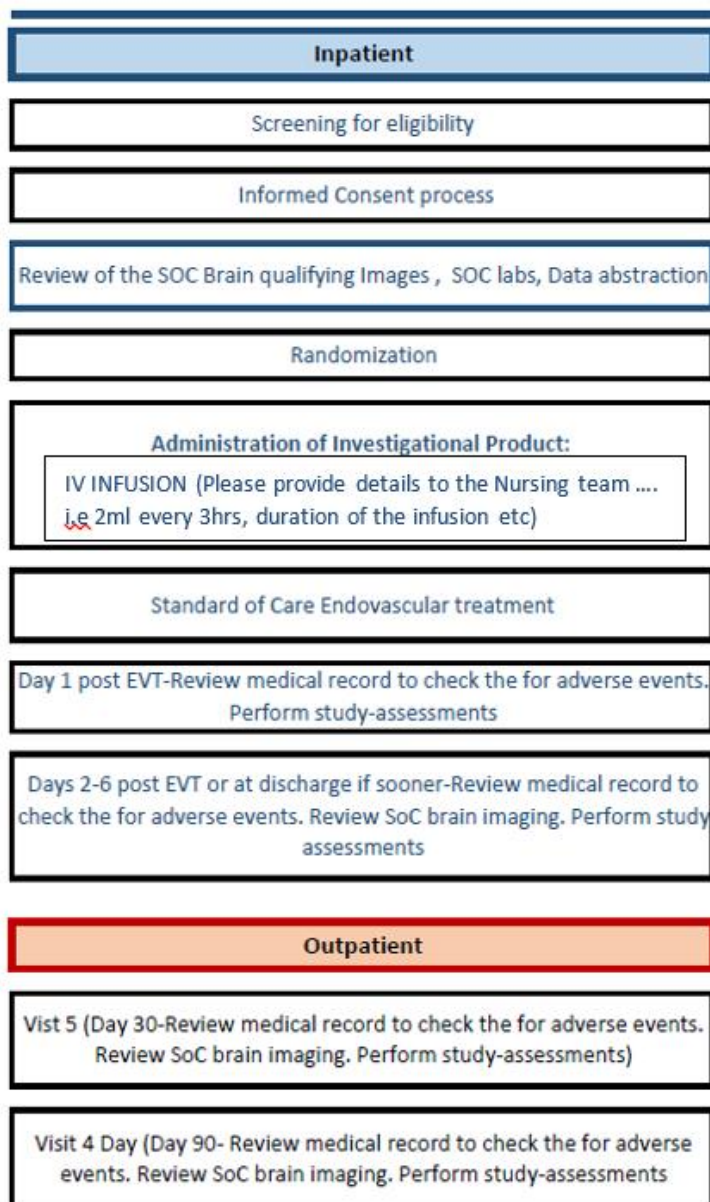 Inpatient
Screening for eligibility
Informed Consent process
Review of the SOC Brain qualifying Images , SOC labs, Data abstraction
Randomization
Administration of Investigational Product:
IV INFUSION (Please provide details to the Nursing team ....
i.e 2ml every 3hrs, duration of the infusion etc)
Standard of Care Endovascular treatment
Day 1 post EVT-Review medical record to check the for adverse events.
Perform study-assessments
Days 2-6 post EVT or at discharge if sooner-Review medical record to
check the for adverse events. Review SoC brain imaging. Perform study
assessments
Outpatient
Vist 5 (Day 30-Review medical record to check the for adverse events.
Review SoC brain imaging. Perform study-assessments)
Visit 4 Day (Day 90- Review medical record to check the for adverse
events. Review SoC brain imaging. Perform study-assessments